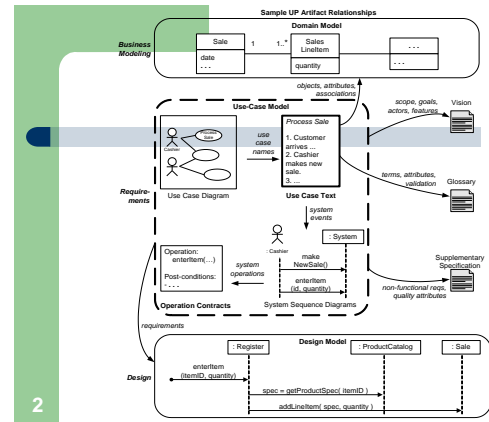 Sample UP Artifact Relationships
Domain Model
Business
Modeling
Sale
date
. . .
1
1..*
Sales
LineItem
quantity
. . .
. . .
objects, attributes,
associations
Use-Case Model
Process
Sale
Cashier
Use Case Diagram
use
case
names
Process Sale
1. Customer
arrives ...
2. Cashier
makes new
sale.
3. ...
Use Case Text
scope, goals,
actors, features
Vision
terms, attributes,
validation
Glossary
Require-
ments
system
events
: Cashier
: System
make
NewSale()
enterItem
(id, quantity)
System Sequence Diagrams
system
operations
Operation:
enterItem(…)
Post-conditions:
- . . .
Operation Contracts
Supplementary
Specification
non-functional reqs,
quality attributes
requirements
Design Model
Design
: Register
: ProductCatalog
: Sale
enterItem
(itemID, quantity)
spec = getProductSpec( itemID )
addLineItem( spec, quantity )
2